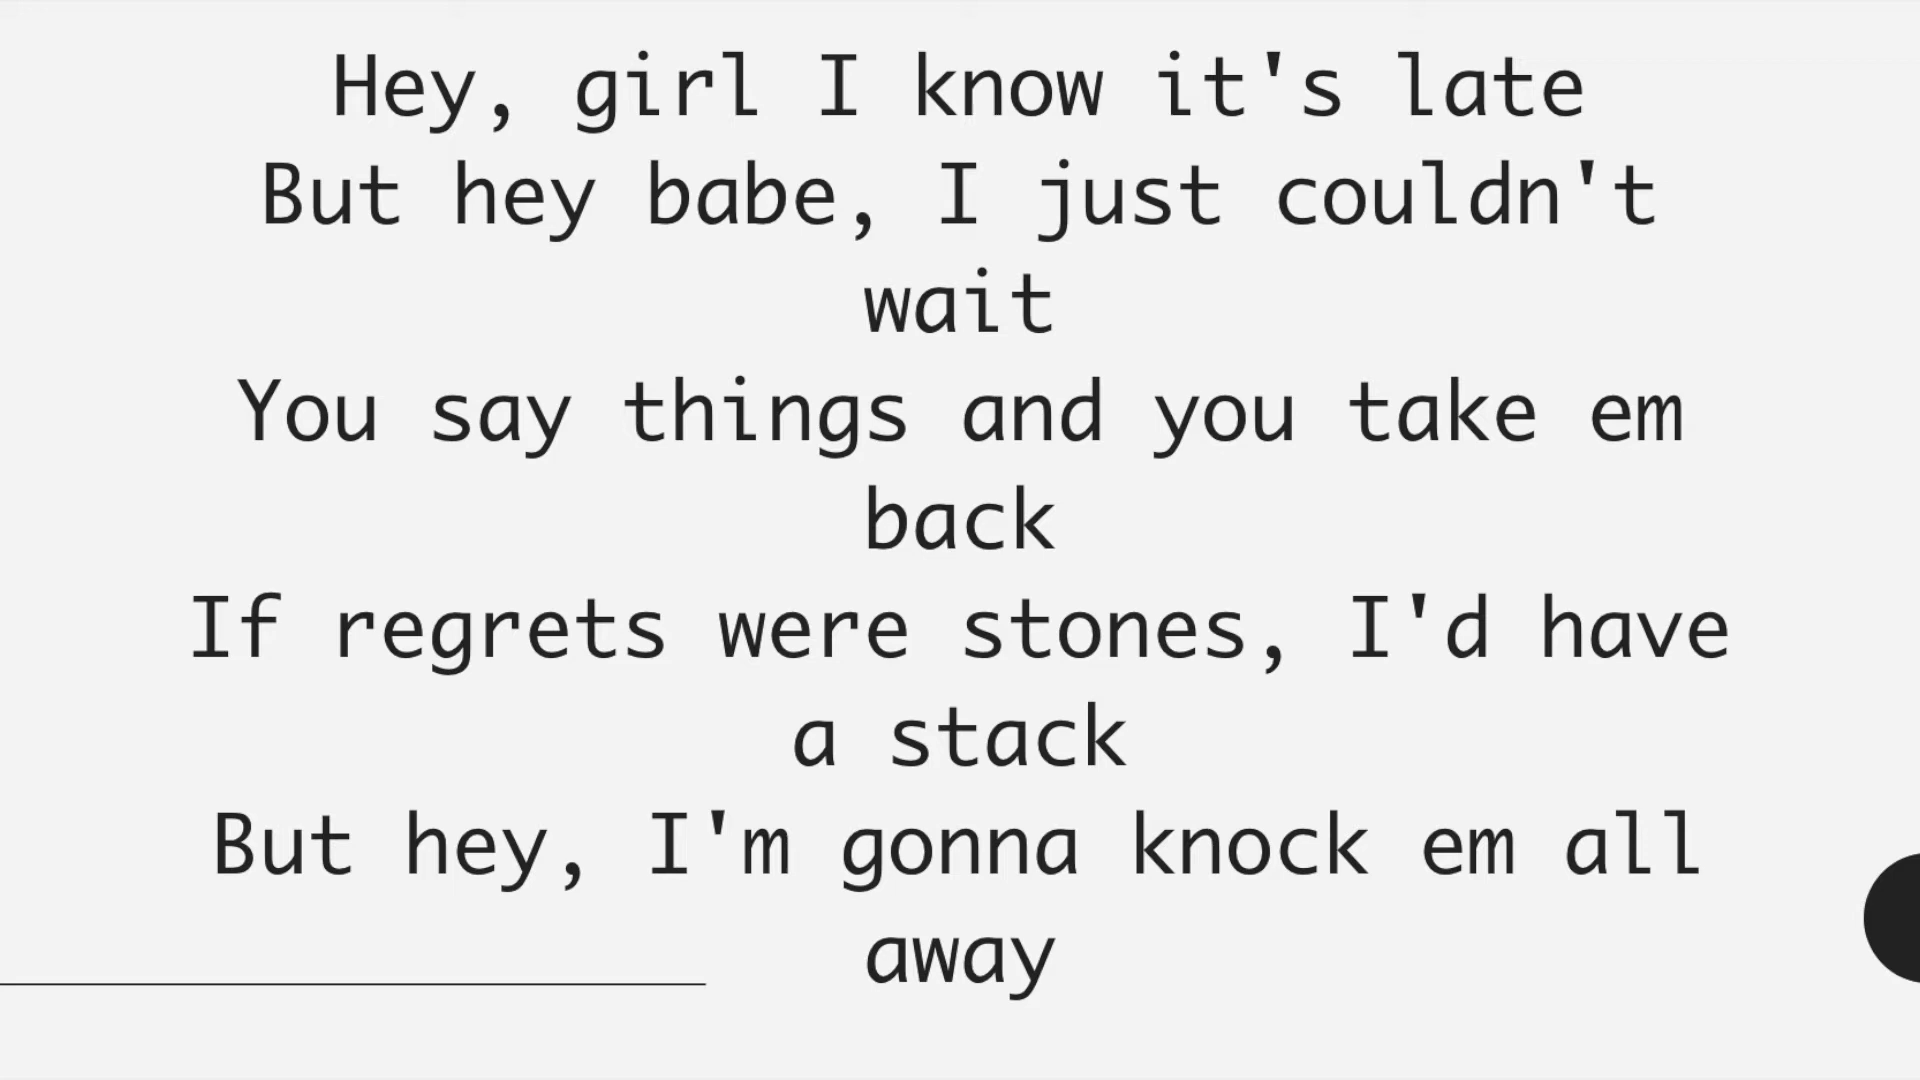 Hey, girl I know it's late
But hey babe, I just couldn't
wait
You say things and you take em
back
If regrets were stones, I'd have
a stack
But hey, I'm gonna knock em all
away